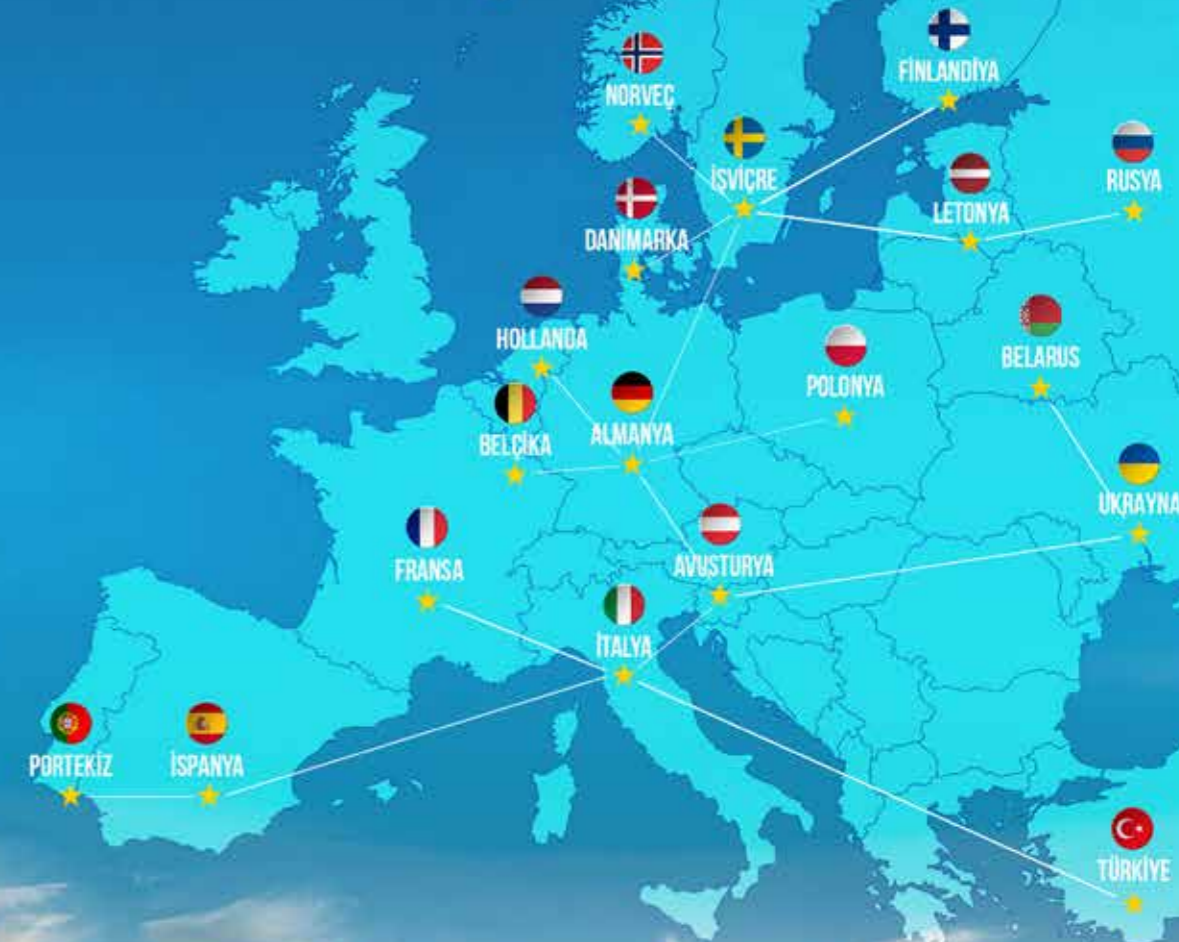 FİNLANDİYA
NORVEÇ
İSVİÇRE
RUSYA
LETONYA
DANİMARKA
HOLLANDA
BELARUS
POLONYA
ALMANYA
BELÇİKA
UKRAYNA
AVUSTURYA
FRANSA
İTALYA
PORTEKİZ
İSPANYA
TÜRKİYE